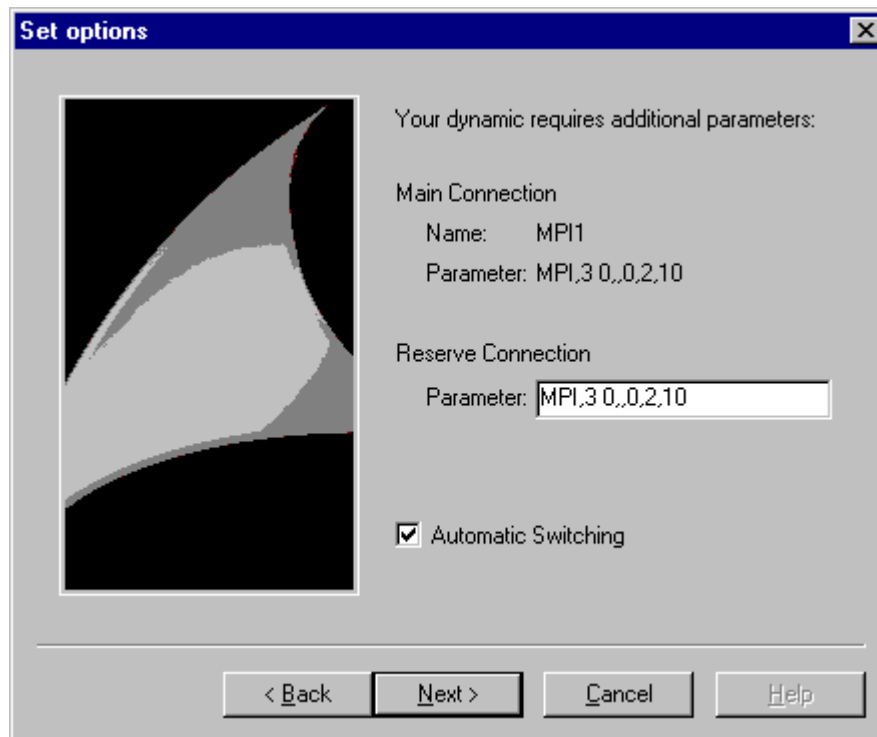 Set options
Your dynamic requires additional parameters:
Main Connection
Name: MPI1
Parameter: MPI,3 0,,0,2,10
Reserve Connection
Parameter: MPI,3 0,,0,2,10
Automatic Switching
< Back Next > Cancel Help